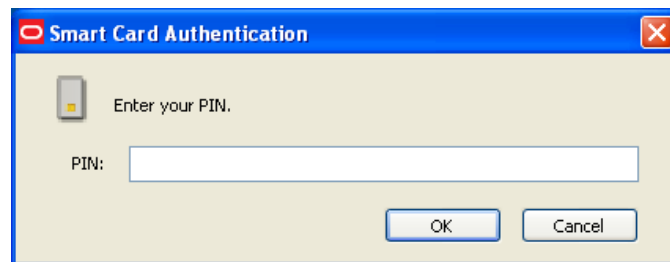 Smart Card Authentication
Enter your PIN.
PIN:
OK Cancel